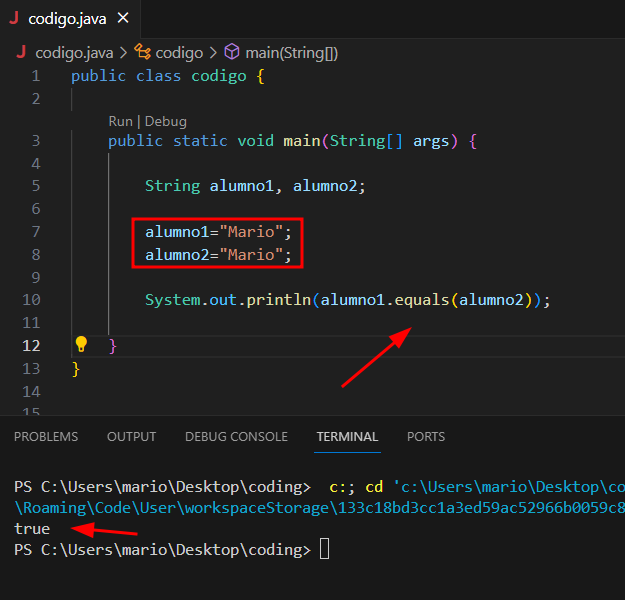 codigo.java
codigo.java > codigo > main(String[])
1 public class codigo {
2
Run | Debug
3 public static void main(String[] args) {
4
5 String alumno1, alumno2;
6
7 alumno1="Mario";
8 alumno2="Mario";
9
10 System.out.println(alumno1.equals(alumno2));
11
12 }
13 }
14
15
PROBLEMS OUTPUT DEBUG CONSOLE TERMINAL PORTS
PS C:\Users\mario\Desktop\coding> c:; cd 'c:\Users\mario\Desktop\co
\Roaming\Code\User\workspaceStorage\133c18bd3cc1a3ed59ac52966b0059c8
true
PS C:\Users\mario\Desktop\coding>